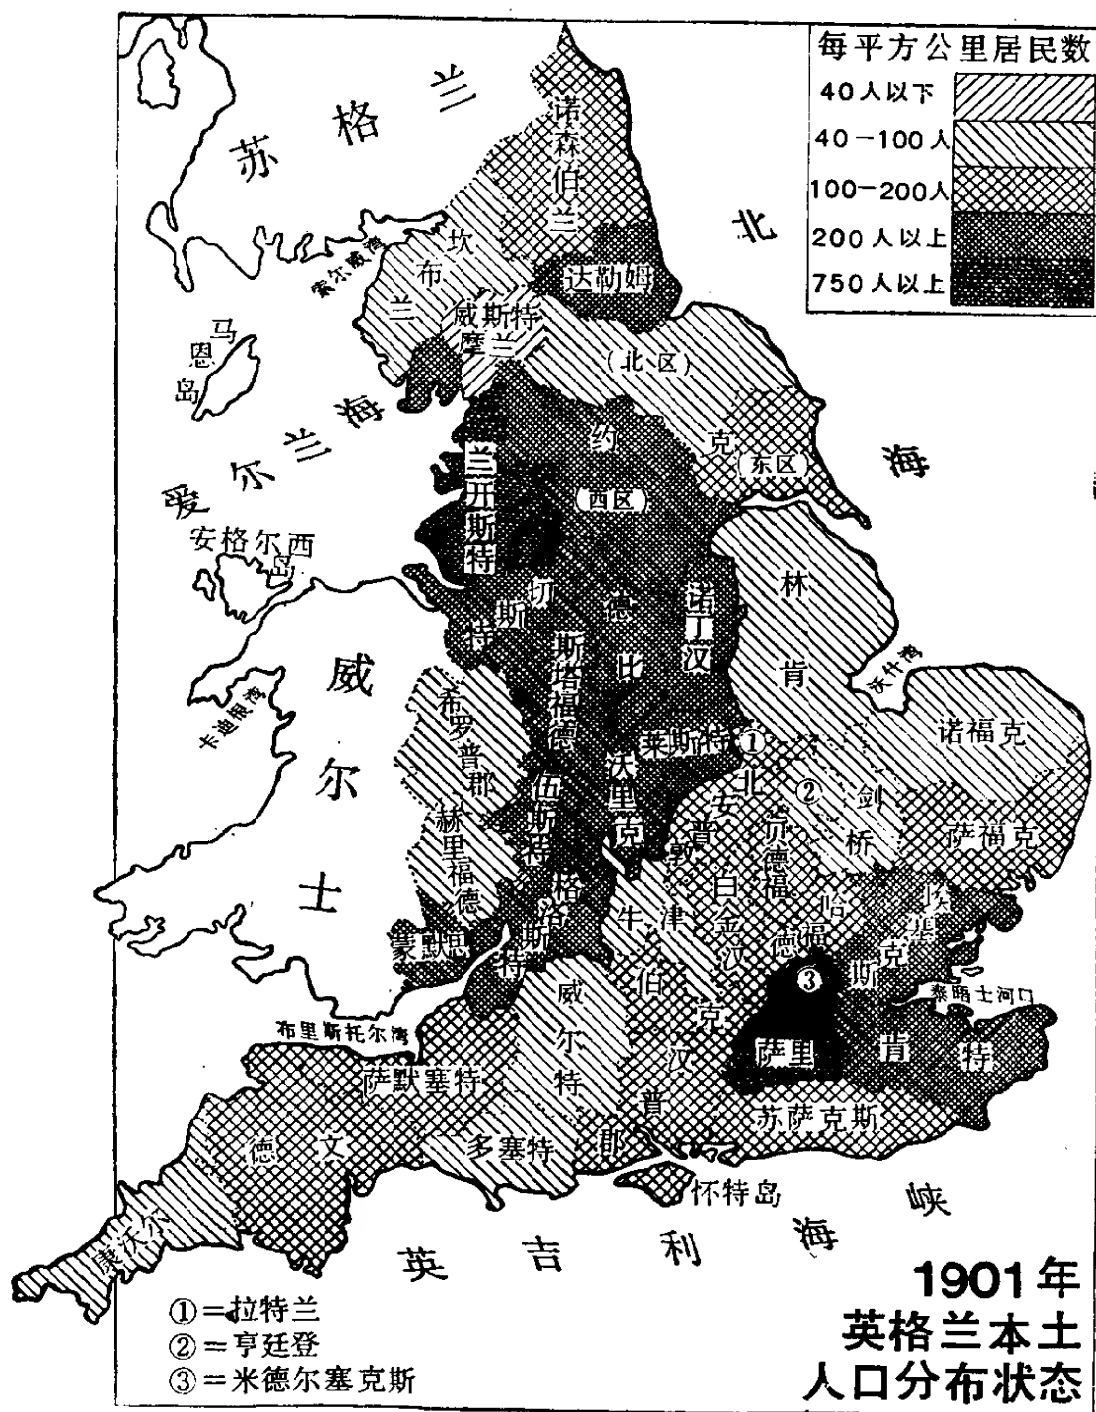 每平方公里居民数
40人以下
40－100人
100－200人
200人以上
750人以上
苏格兰
诺森伯兰
北海
坎布兰
索尔威湾
达勒姆
威斯特
摩兰
马恩岛
(北区)
爱尔兰海
约克
(东区)
(西区)
兰开斯特
安格尔西岛
林肯
切斯特
德比
诺丁汉
斯塔福德
沃什湾
威尔士
卡迪根湾
希罗普郡
诺福克
莱斯特
①
②
北安普敦
剑桥
沃里克
伍斯特
赫里福德
贝德福德
萨福克
白金汉
哈福
埃塞克斯
格洛斯特
牛津
蒙默思
③
泰晤士河口
伯克
威尔特
布里斯托尔湾
萨里
肯特
萨默塞特
汉普郡
苏萨克斯
德文
多塞特
怀特岛
康沃尔
英吉利海峡
①＝拉特兰
②＝亨廷登
③＝米德尔塞克斯
1901年
英格兰本土
人口分布状态